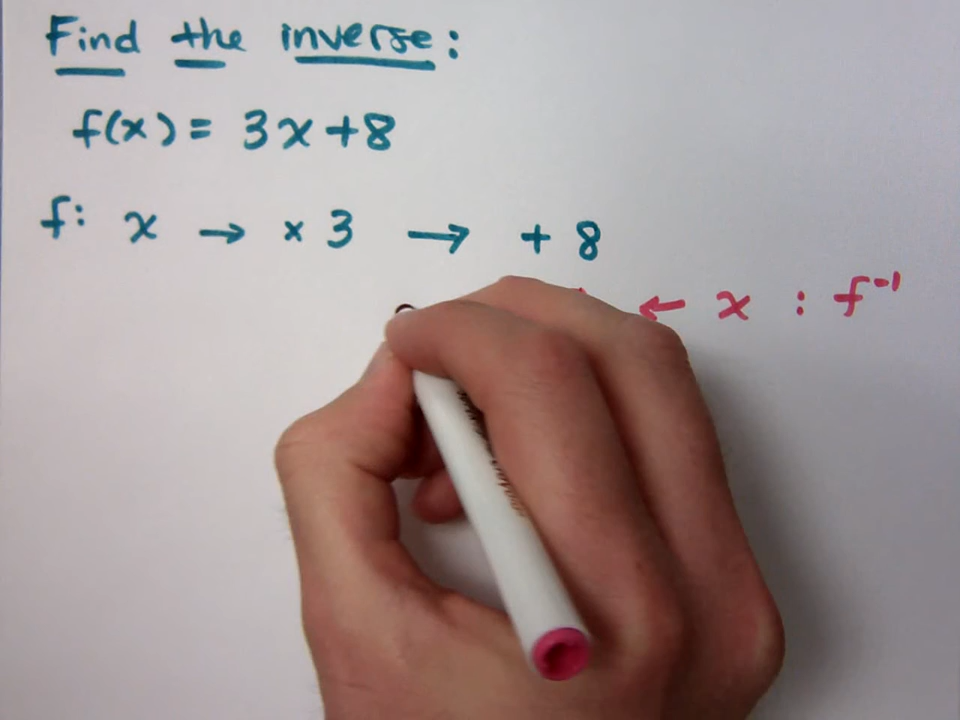 Find the inverse:
f(x) = 3x+8
f: x → × 3 → + 8
← x : f⁻¹